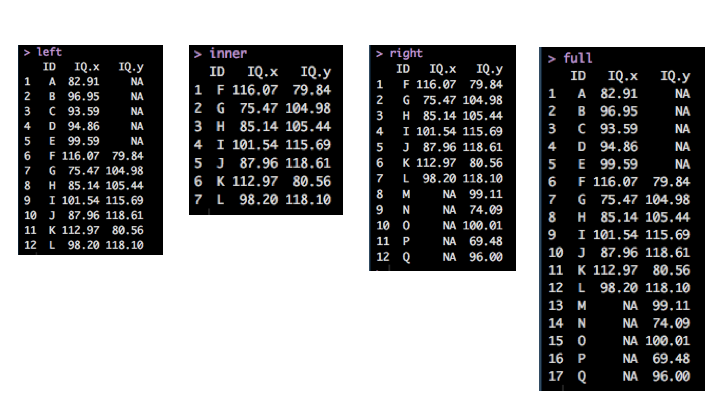 > left
ID IQ.x IQ.y
1 A 82.91 NA
2 B 96.95 NA
3 C 93.59 NA
4 D 94.86 NA
5 E 99.59 NA
6 F 116.07 79.84
7 G 75.47 104.98
8 H 85.14 105.44
9 I 101.54 115.69
10 J 87.96 118.61
11 K 112.97 80.56
12 L 98.20 118.10
> inner
ID IQ.x IQ.y
1 F 116.07 79.84
2 G 75.47 104.98
3 H 85.14 105.44
4 I 101.54 115.69
5 J 87.96 118.61
6 K 112.97 80.56
7 L 98.20 118.10
> right
ID IQ.x IQ.y
1 F 116.07 79.84
2 G 75.47 104.98
3 H 85.14 105.44
4 I 101.54 115.69
5 J 87.96 118.61
6 K 112.97 80.56
7 L 98.20 118.10
8 M NA 99.11
9 N NA 74.09
10 O NA 100.01
11 P NA 69.48
12 Q NA 96.00
> full
ID IQ.x IQ.y
1 A 82.91 NA
2 B 96.95 NA
3 C 93.59 NA
4 D 94.86 NA
5 E 99.59 NA
6 F 116.07 79.84
7 G 75.47 104.98
8 H 85.14 105.44
9 I 101.54 115.69
10 J 87.96 118.61
11 K 112.97 80.56
12 L 98.20 118.10
13 M NA 99.11
14 N NA 74.09
15 O NA 100.01
16 P NA 69.48
17 Q NA 96.00